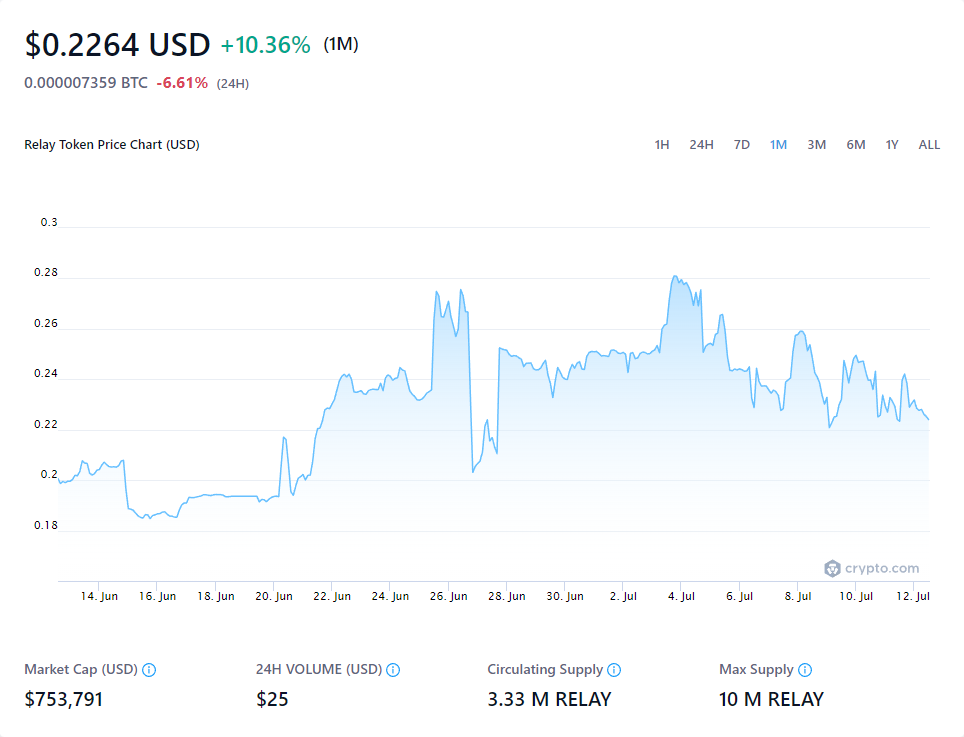 $0.2264 USD +10.36% (1M)
0.000007359 BTC -6.61% (24H)
Relay Token Price Chart (USD) 1H 24H 7D 1M 3M 6M 1Y ALL
0.3
0.28
0.26
0.24
0.22
0.2
0.18
crypto.com
14. Jun 16. Jun 18. Jun 20. Jun 22. Jun 24. Jun 26. Jun 28. Jun 30. Jun 2. Jul 4. Jul 6. Jul 8. Jul 10. Jul 12. Jul
Market Cap (USD) 24H VOLUME (USD) Circulating Supply Max Supply
$753,791 $25 3.33 M RELAY 10 M RELAY